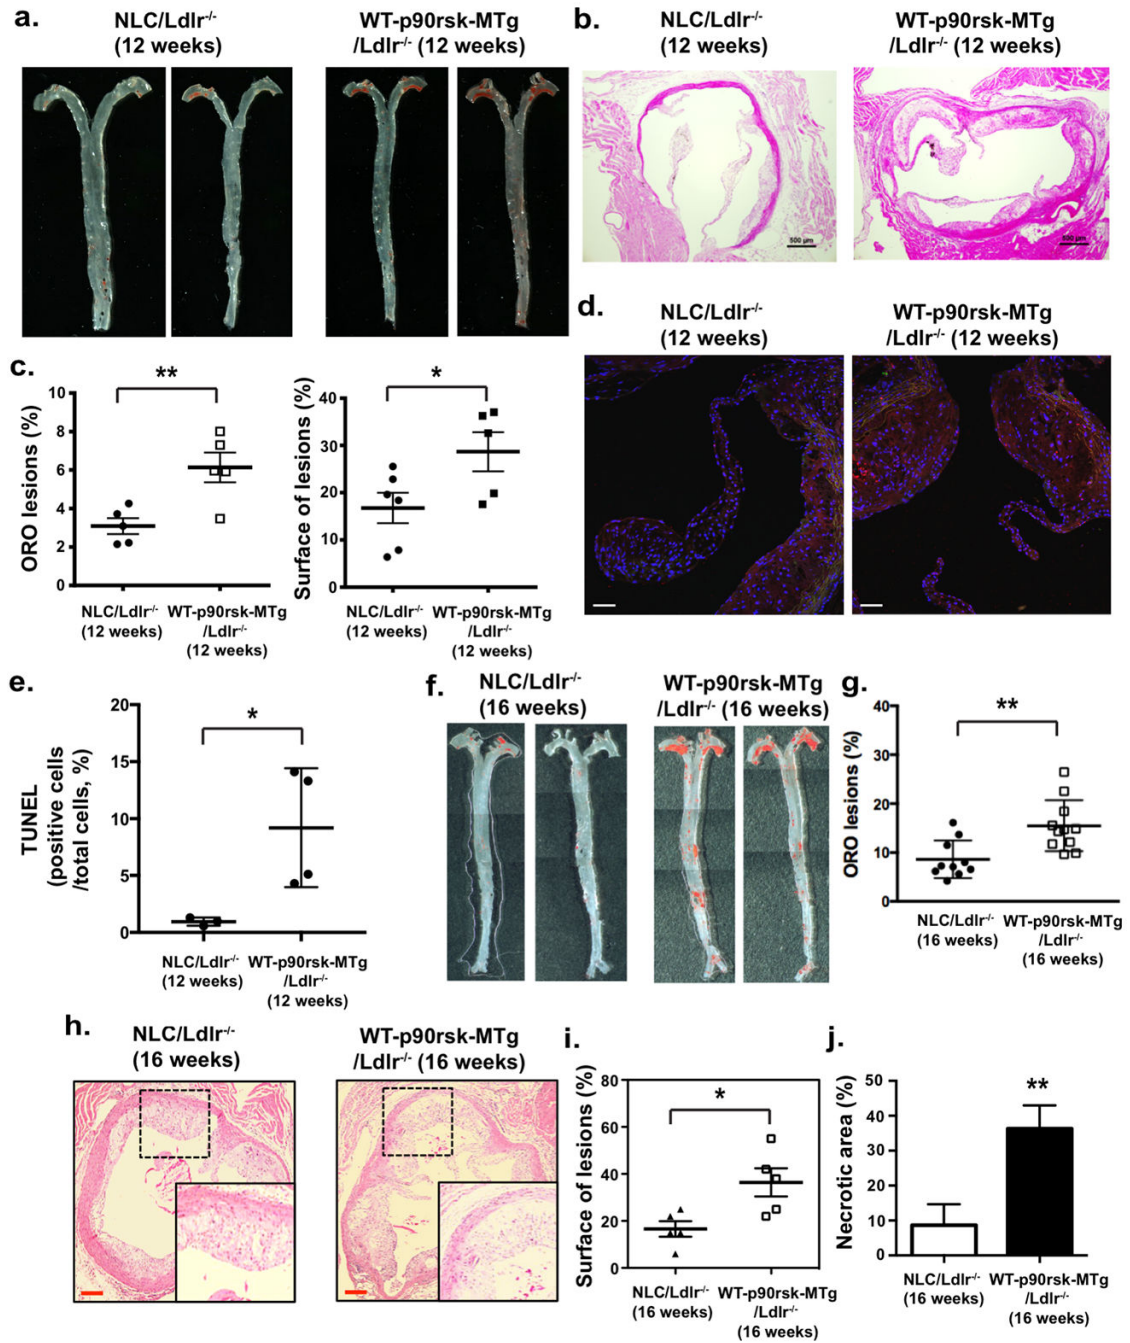 a.
NLC/Ldlr-/-
(12 weeks)
WT-p90rsk-MTg
/Ldlr-/- (12 weeks)
b.
NLC/Ldlr-/-
(12 weeks)
WT-p90rsk-MTg
/Ldlr-/- (12 weeks)
500 µm
500 µm
c.
ORO lesions (%)
10
8
6
4
2
0
**
NLC/Ldlr-/-
(12 weeks)
WT-p90rsk-MTg
/Ldlr-/-
(12 weeks)
Surface of lesions (%)
40
30
20
10
0
*
NLC/Ldlr-/-
(12 weeks)
WT-p90rsk-MTg
/Ldlr-/-
(12 weeks)
d.
NLC/Ldlr-/-
(12 weeks)
WT-p90rsk-MTg
/Ldlr-/- (12 weeks)
e.
TUNEL
(positive cells
/total cells, %)
20
15
10
5
0
*
NLC/Ldlr-/-
(12 weeks)
WT-p90rsk-MTg
/Ldlr-/-
(12 weeks)
f.
NLC/Ldlr-/-
(16 weeks)
WT-p90rsk-MTg
/Ldlr-/- (16 weeks)
g.
ORO lesions (%)
40
30
20
10
0
**
NLC/Ldlr-/-
(16 weeks)
WT-p90rsk-MTg
/Ldlr-/-
(16 weeks)
h.
NLC/Ldlr-/-
(16 weeks)
WT-p90rsk-MTg
/Ldlr-/- (16 weeks)
i.
Surface of lesions (%)
80
60
40
20
0
*
NLC/Ldlr-/-
(16 weeks)
WT-p90rsk-MTg
/Ldlr-/-
(16 weeks)
j.
Necrotic area (%)
50
40
30
20
10
0
**
NLC/Ldlr-/-
(16 weeks)
WT-p90rsk-MTg
/Ldlr-/-
(16 weeks)